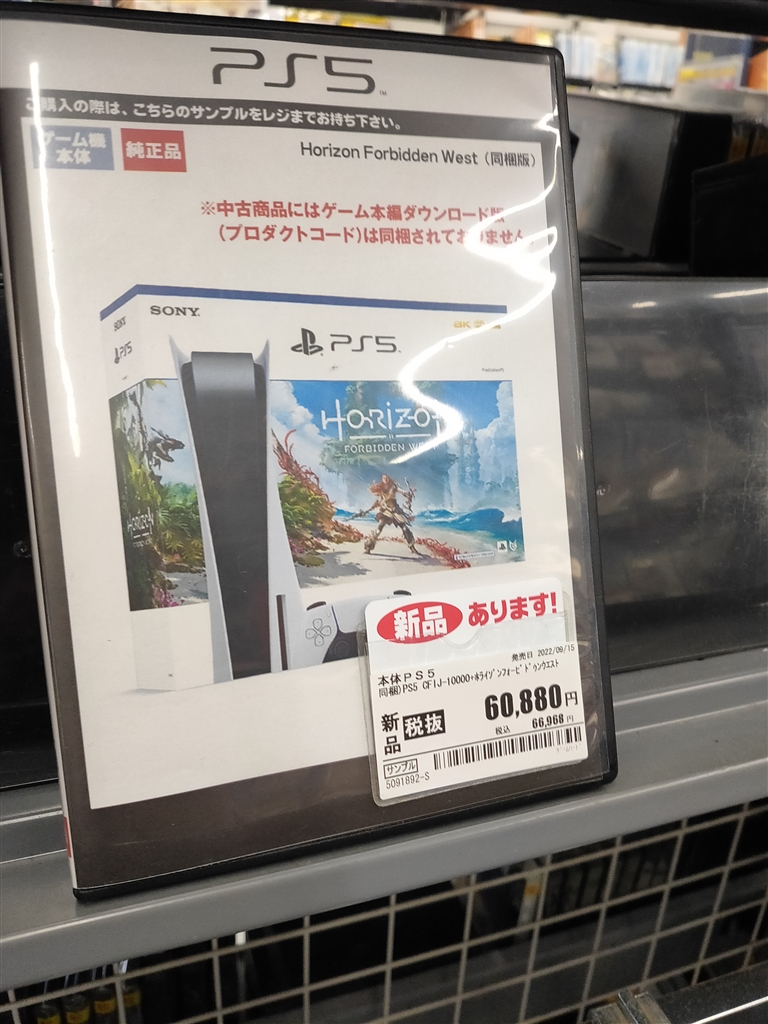 PS5
ご購入の際は、こちらのサンプルをレジまでお持ち下さい。
ゲーム機
本体
純正品
Horizon Forbidden West（同梱版）
※中古商品にはゲーム本編ダウンロード版
（プロダクトコード）は同梱されておりません。
SONY
SONY
PS5
PS5
8K
HORIZON
FORBIDDEN WEST
HORIZON
新品あります!
発売日 2022/09/15
本体PS5
同梱)PS5 CFIJ-10000+ﾎﾗｲｿﾞﾝﾌｫｰﾋﾞﾄﾞｩﾝｳエスト
新品
税抜
60,880円
税込 66,968円
サンプル
5091892-S